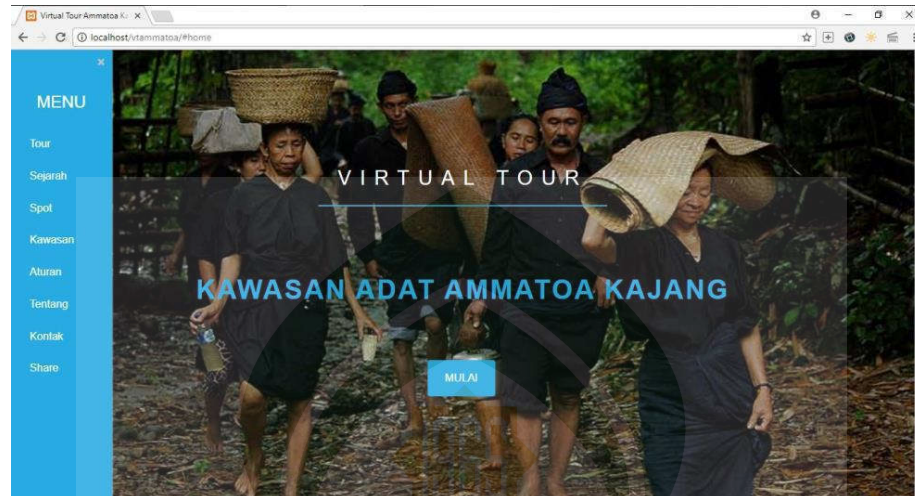 Virtual Tour Ammatoa Ka
localhost/vtammatoa/#home
MENU
Tour
Sejarah
Spot
Kawasan
Aturan
Tentang
Kontak
Share
VIRTUAL TOUR
KAWASAN ADAT AMMATOA KAJANG
MULAI